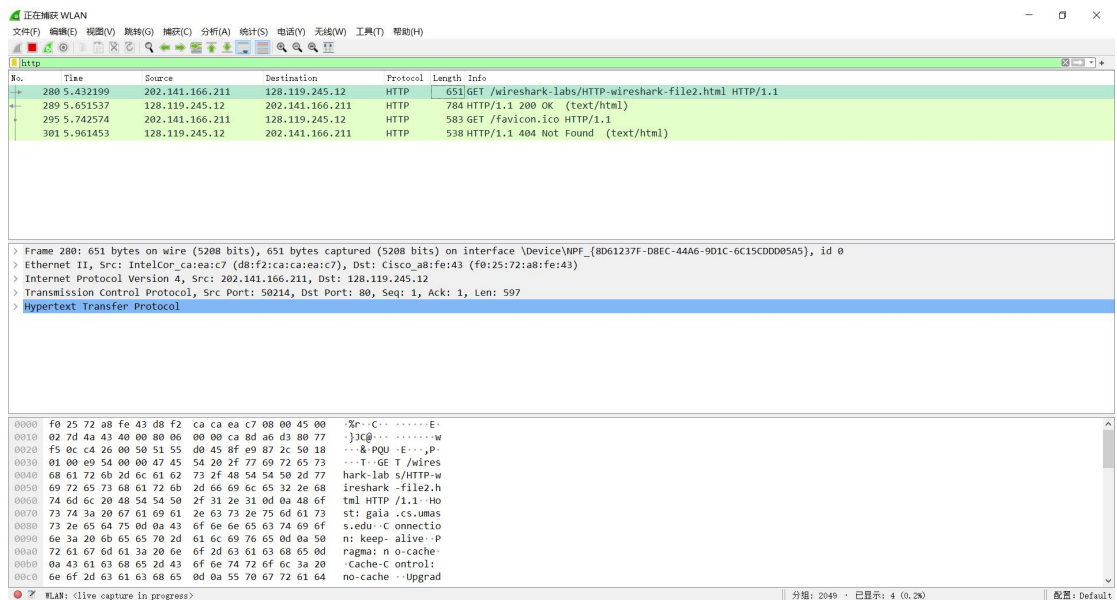 正在捕获 WLAN
文件(F) 编辑(E) 视图(V) 跳转(G) 捕获(C) 分析(A) 统计(S) 电话(Y) 无线(W) 工具(T) 帮助(H)
http
No. Time Source Destination Protocol Length Info
280 5.432199 202.141.166.211 128.119.245.12 HTTP 651 GET /wireshark-labs/HTTP-wireshark-file2.html HTTP/1.1
289 5.651537 128.119.245.12 202.141.166.211 HTTP 784 HTTP/1.1 200 OK (text/html)
295 5.742574 202.141.166.211 128.119.245.12 HTTP 583 GET /favicon.ico HTTP/1.1
301 5.961453 128.119.245.12 202.141.166.211 HTTP 538 HTTP/1.1 404 Not Found (text/html)
> Frame 280: 651 bytes on wire (5208 bits), 651 bytes captured (5208 bits) on interface \Device\NPF_{8D61237F-D8EC-44A6-9D1C-6C15CDDD05A5}, id 0
> Ethernet II, Src: IntelCor_ca:ea:c7 (d8:f2:ca:ca:ea:c7), Dst: Cisco_a8:fe:43 (f0:25:72:a8:fe:43)
> Internet Protocol Version 4, Src: 202.141.166.211, Dst: 128.119.245.12
> Transmission Control Protocol, Src Port: 50214, Dst Port: 80, Seq: 1, Ack: 1, Len: 597
> Hypertext Transfer Protocol
0000 f0 25 72 a8 fe 43 d8 f2 ca ca ea c7 08 00 45 00 ·%r··C·· ······E·
0010 02 7d 4a 43 40 00 80 06 00 00 ca 8d a6 d3 80 77 ·}JC@··· ·······w
0020 f5 0c c4 26 00 50 51 55 d0 45 8f e9 87 2c 50 18 ···&·PQU ·E···,P·
0030 01 00 e9 54 00 00 47 45 54 20 2f 77 69 72 65 73 ···T··GE T /wires
0040 68 61 72 6b 2d 6c 61 62 73 2f 48 54 54 50 2d 77 hark-lab s/HTTP-w
0050 69 72 65 73 68 61 72 6b 2d 66 69 6c 65 32 2e 68 ireshark -file2.h
0060 74 6d 6c 20 48 54 54 50 2f 31 2e 31 0d 0a 48 6f tml HTTP /1.1··Ho
0070 73 74 3a 20 67 61 69 61 2e 63 73 2e 75 6d 61 73 st: gaia .cs.umas
0080 73 2e 65 64 75 0d 0a 43 6f 6e 6e 65 63 74 69 6f s.edu··C onnectio
0090 6e 3a 20 6b 65 65 70 2d 61 6c 69 76 65 0d 0a 50 n: keep- alive··P
00a0 72 61 67 6d 61 3a 20 6e 6f 2d 63 61 63 68 65 0d ragma: n o-cache·
00b0 0a 43 61 63 68 65 2d 43 6f 6e 74 72 6f 6c 3a 20 ·Cache-C ontrol: 
00c0 6e 6f 2d 63 61 63 68 65 0d 0a 55 70 67 72 61 64 no-cache ··Upgrad
WLAN: <live capture in progress> 分组: 2049 · 已显示: 4 (0.2%) 配置: Default